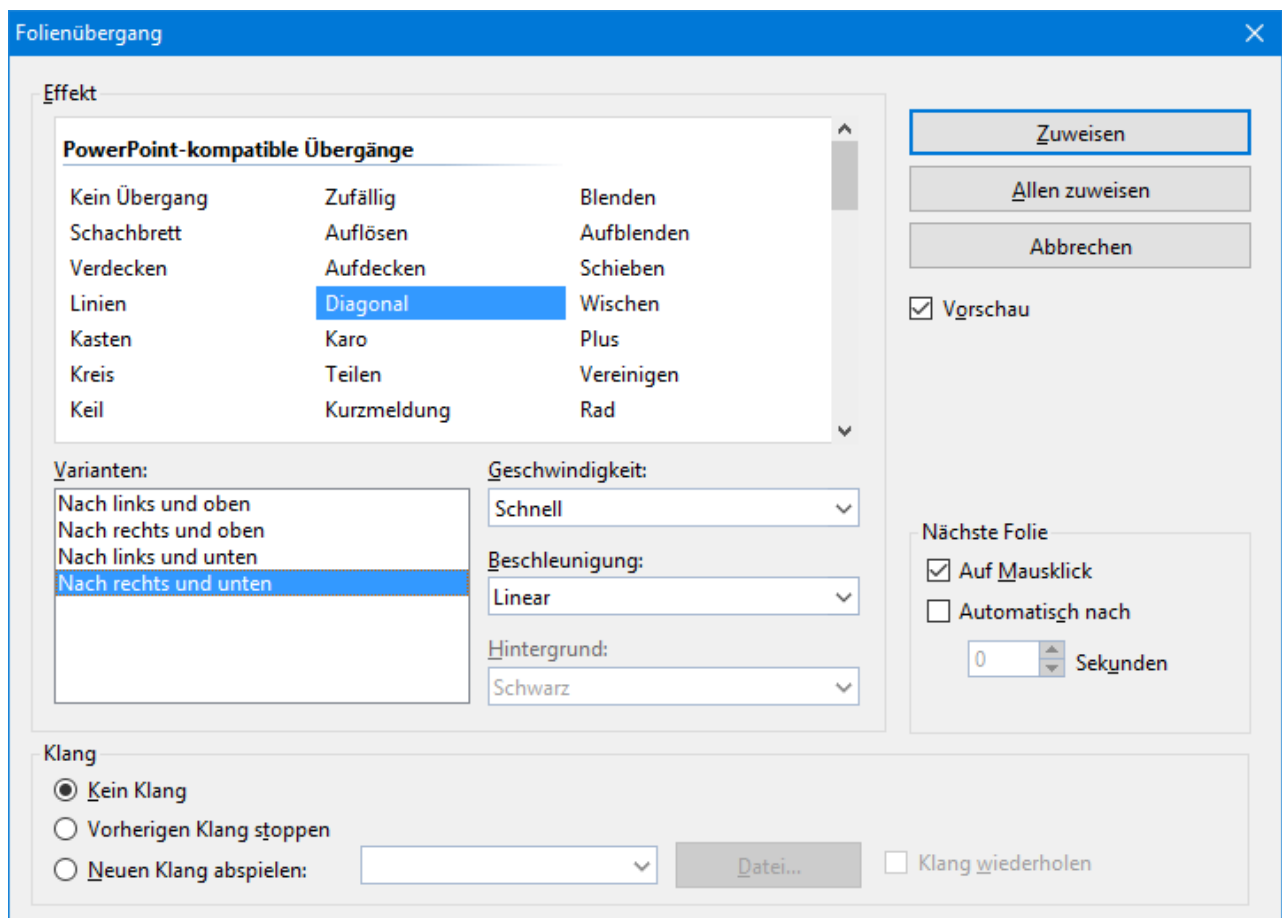 Folienübergang
Effekt
PowerPoint-kompatible Übergänge
Kein Übergang Zufällig Blenden
Schachbrett Auflösen Aufblenden
Verdecken Aufdecken Schieben
Linien Diagonal Wischen
Kasten Karo Plus
Kreis Teilen Vereinigen
Keil Kurzmeldung Rad
Zuweisen
Allen zuweisen
Abbrechen
Vorschau
Varianten:
Nach links und oben
Nach rechts und oben
Nach links und unten
Nach rechts und unten
Geschwindigkeit:
Schnell
Beschleunigung:
Linear
Hintergrund:
Schwarz
Nächste Folie
Auf Mausklick
Automatisch nach
0 Sekunden
Klang
Kein Klang
Vorherigen Klang stoppen
Neuen Klang abspielen: Datei... Klang wiederholen